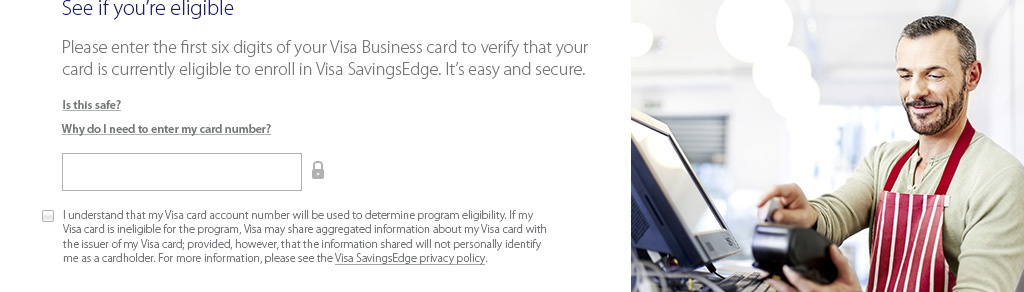 See if you're eligible
Please enter the first six digits of your Visa Business card to verify that your
card is currently eligible to enroll in Visa SavingsEdge. It's easy and secure.
Is this safe?
Why do I need to enter my card number?
I understand that my Visa card account number will be used to determine program eligibility. If my
Visa card is ineligible for the program, Visa may share aggregated information about my Visa card with
the issuer of my Visa card; provided, however, that the information shared will not personally identify
me as a cardholder. For more information, please see the Visa SavingsEdge privacy policy.